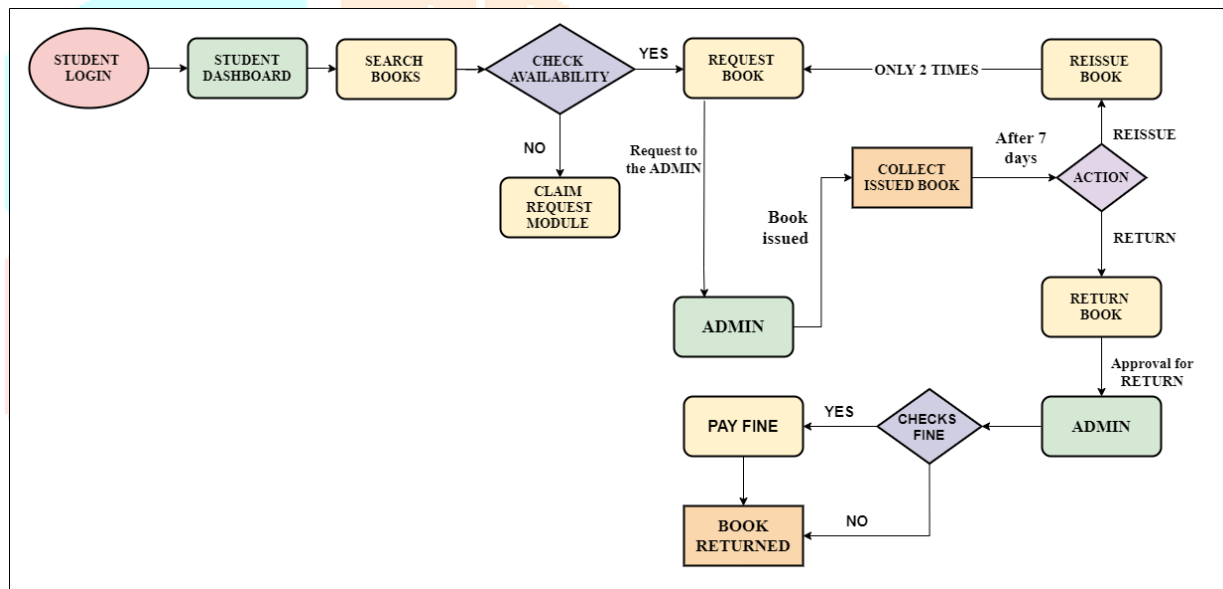 STUDENT
LOGIN
STUDENT
DASHBOARD
SEARCH
BOOKS
CHECK
AVAILABILITY
YES
REQUEST
BOOK
ONLY 2 TIMES
REISSUE
BOOK
NO
CLAIM
REQUEST
MODULE
Request to
the ADMIN
ADMIN
Book
issued
COLLECT
ISSUED BOOK
After 7
days
ACTION
REISSUE
RETURN
RETURN
BOOK
Approval for
RETURN
ADMIN
CHECKS
FINE
YES
PAY FINE
NO
BOOK
RETURNED